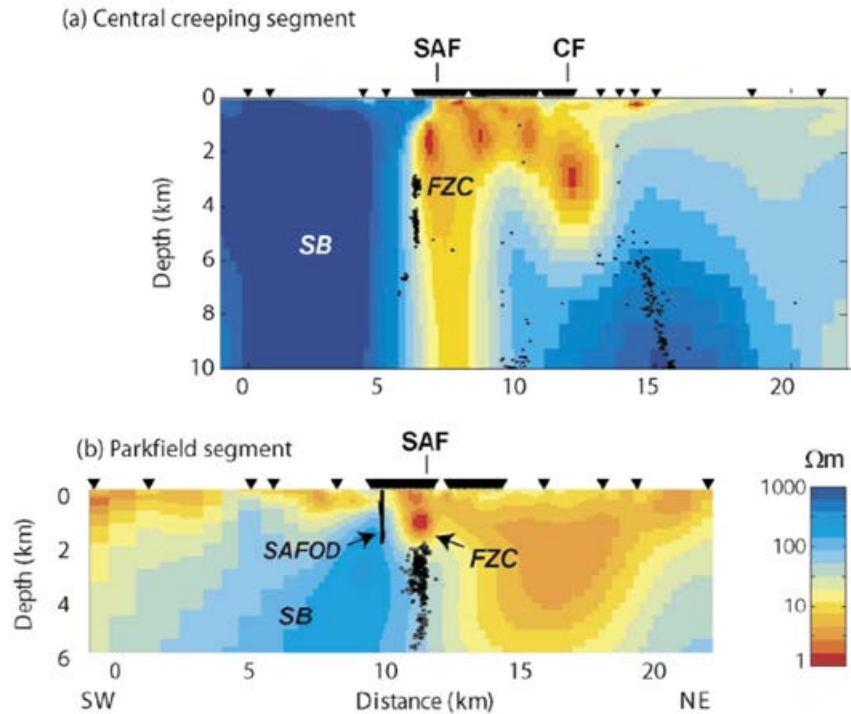 (a) Central creeping segment
SAF CF
0
2
4
6
8
10
Depth (km)
SB
FZC
0 5 10 15 20
(b) Parkfield segment
SAF
0
2
4
6
Depth (km)
SAFOD
FZC
SB
0 5 10 15 20
SW Distance (km) NE
Ωm
1000
100
10
1